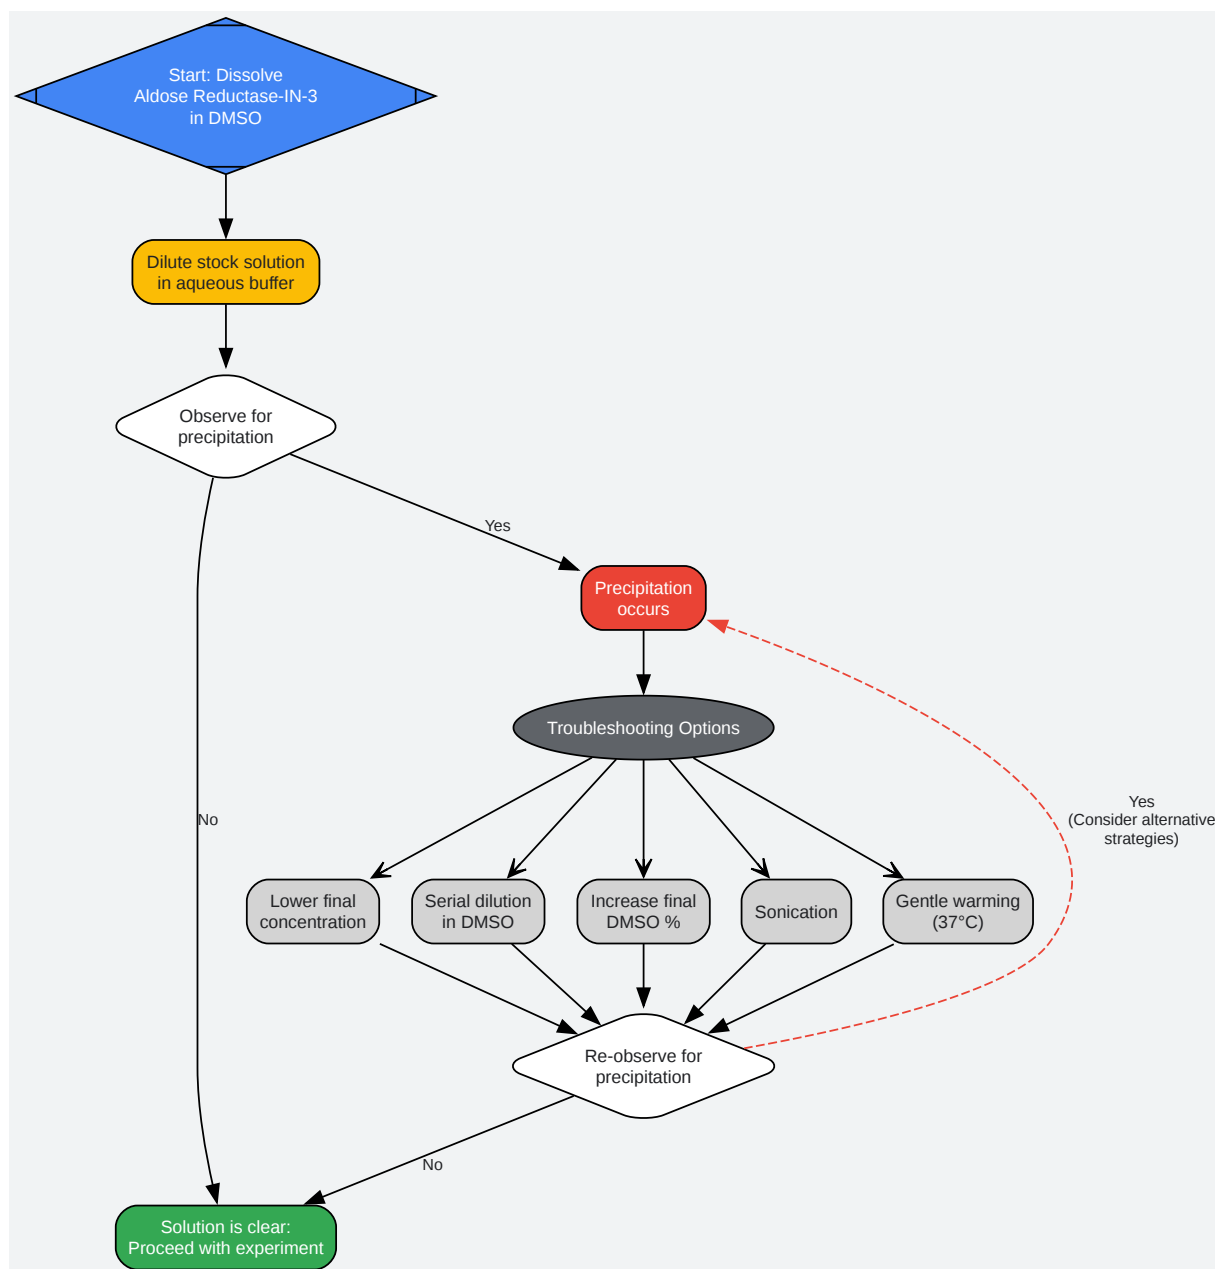 Start: Dissolve
Aldose Reductase-IN-3
in DMSO
Dilute stock solution
in aqueous buffer
Observe for
precipitation
Yes
Precipitation
occurs
Troubleshooting Options
Yes
(Consider alternative
strategies)
No
Lower final
concentration
Serial dilution
in DMSO
Increase final
DMSO %
Sonication
Gentle warming
(37°C)
Re-observe for
precipitation
No
Solution is clear:
Proceed with experiment